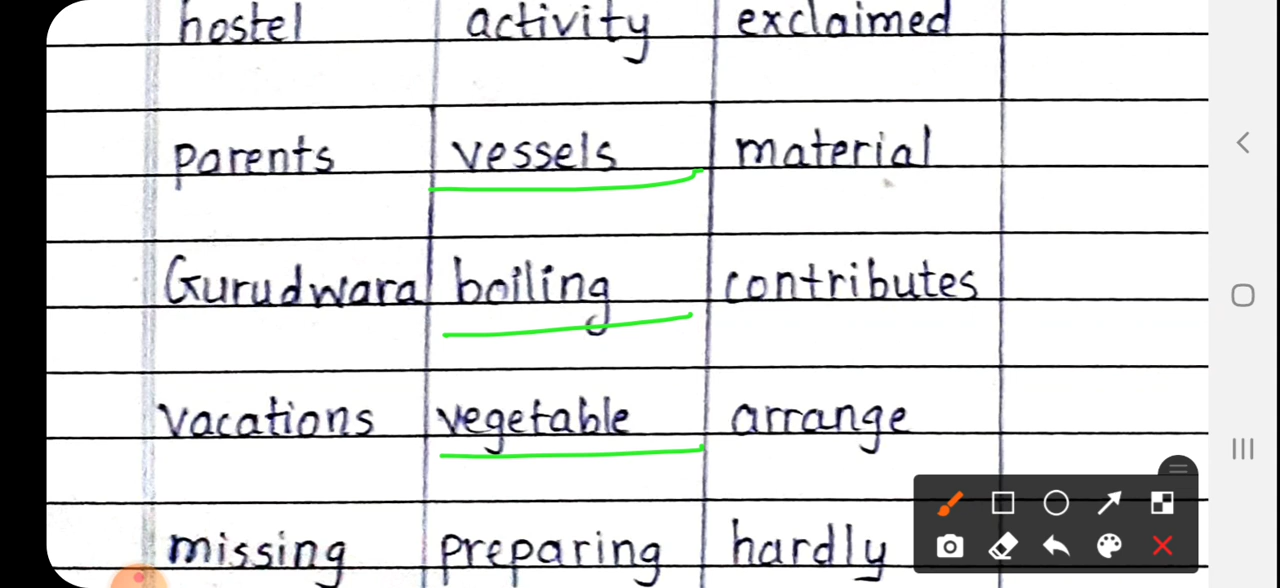 hostel activity exclaimed
parents vessels material
Gurudwara boiling contributes
vacations vegetable arrange
missing preparing hardly